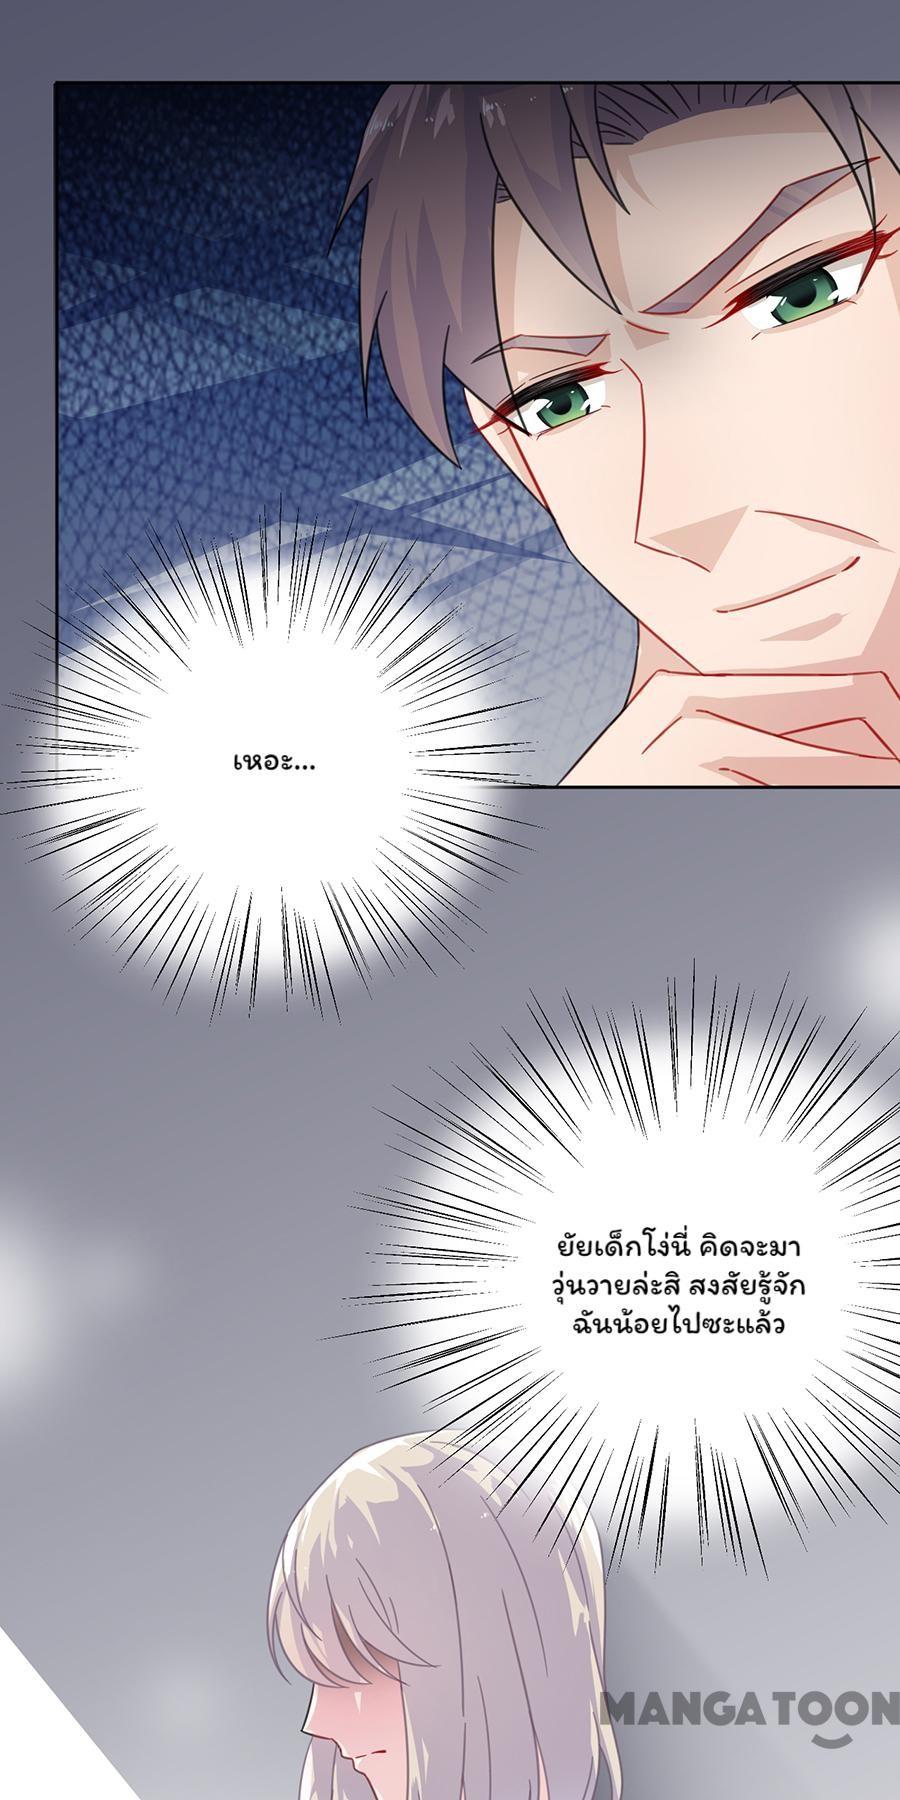 เหอะ...
ยัยเด็กโง่นี่ คิดจะมา
วุ่นวายล่ะสิ สงสัยรู้จัก
ฉันน้อยไปซะแล้ว
MANGA TOON